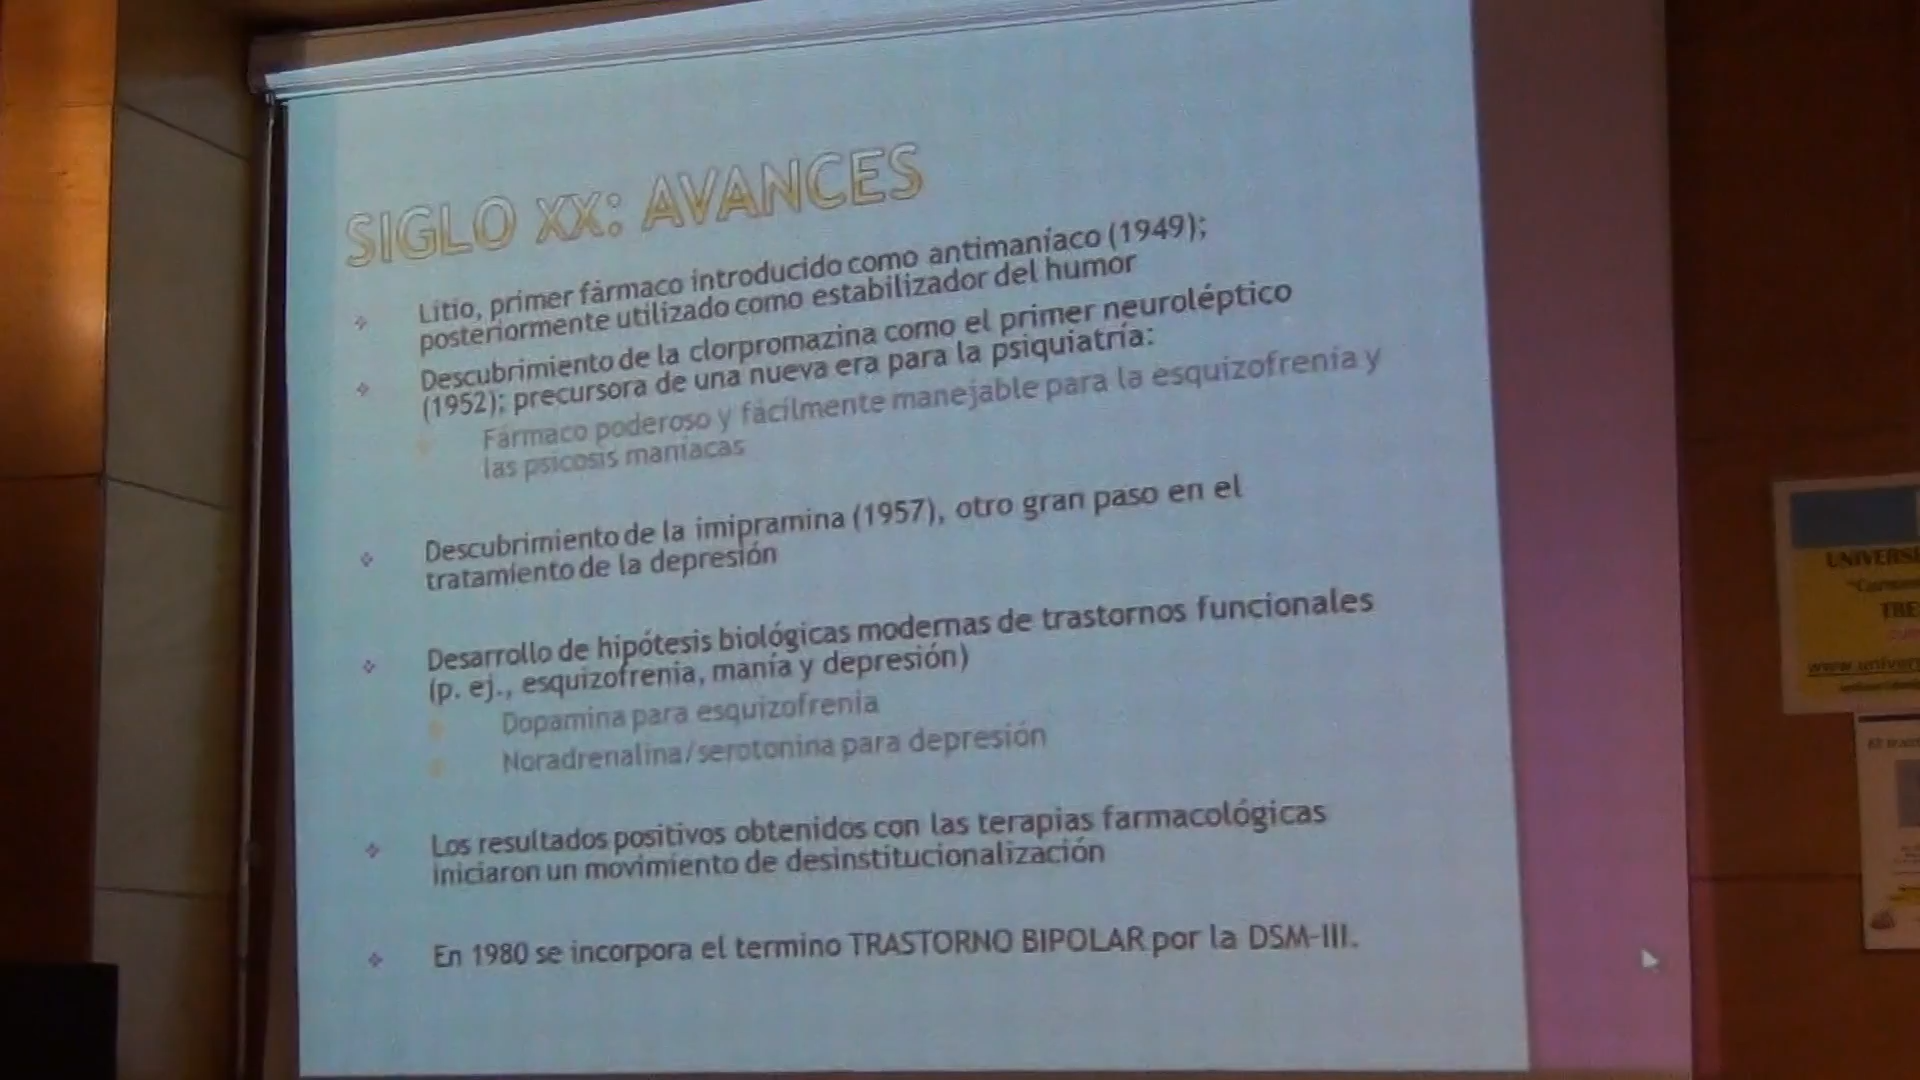 SIGLO XX: AVANCES
Litio, primer fármaco introducido como antimaníaco (1949);
posteriormente utilizado como estabilizador del humor
Descubrimiento de la clorpromazina como el primer neuroléptico
(1952); precursora de una nueva era para la psiquiatría:
Fármaco poderoso y fácilmente manejable para la esquizofrenia y
las psicosis maníacas
Descubrimiento de la imipramina (1957), otro gran paso en el
tratamiento de la depresión
Desarrollo de hipótesis biológicas modernas de trastornos funcionales
(p. ej., esquizofrenia, manía y depresión)
Dopamina para esquizofrenia
Noradrenalina/serotonina para depresión
Los resultados positivos obtenidos con las terapias farmacológicas
iniciaron un movimiento de desinstitucionalización
En 1980 se incorpora el termino TRASTORNO BIPOLAR por la DSM-III.
UNIVERSI
TRE
www.univer